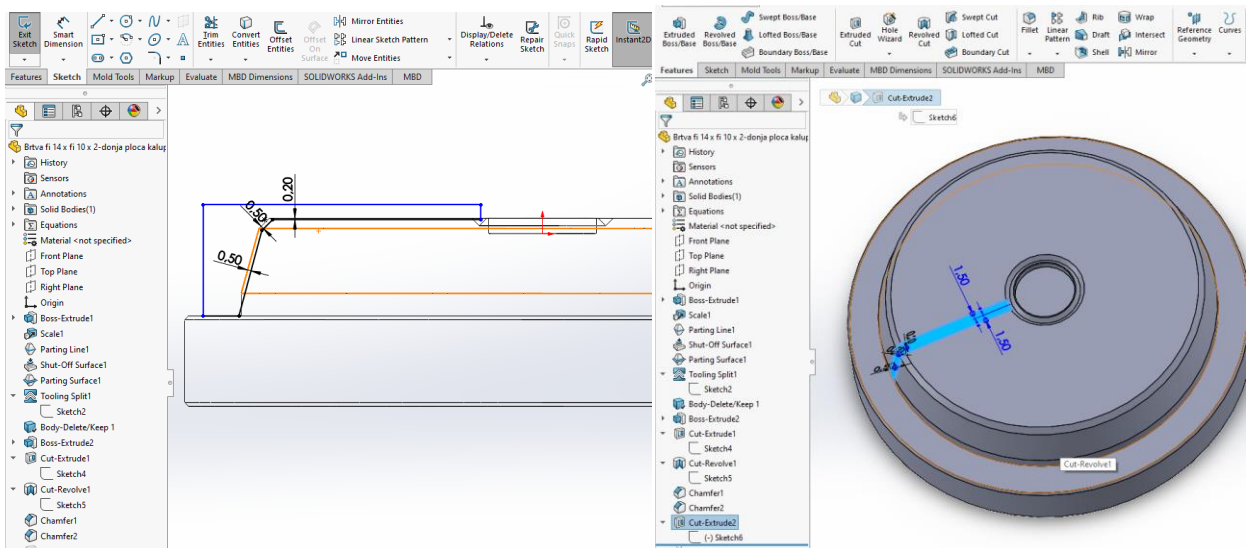 Exit Sketch
Smart Dimension
Trim Entities
Convert Entities
Offset Entities
Offset On Surface
Mirror Entities
Linear Sketch Pattern
Move Entities
Display/Delete Relations
Repair Sketch
Quick Snaps
Rapid Sketch
Instant2D
Features Sketch Mold Tools Markup Evaluate MBD Dimensions SOLIDWORKS Add-Ins MBD
Brtva fi 14 x fi 10 x 2-donja ploca kalup
History
Sensors
Annotations
Solid Bodies(1)
Equations
Material <not specified>
Front Plane
Top Plane
Right Plane
Origin
Boss-Extrude1
Scale1
Parting Line1
Shut-Off Surface1
Parting Surface1
Tooling Split1
Sketch2
Body-Delete/Keep 1
Boss-Extrude2
Cut-Extrude1
Sketch4
Cut-Revolve1
Sketch5
Chamfer1
Chamfer2
0,20
0,50
0,50
Extruded Boss/Base
Revolved Boss/Base
Swept Boss/Base
Lofted Boss/Base
Boundary Boss/Base
Extruded Cut
Hole Wizard
Revolved Cut
Swept Cut
Lofted Cut
Boundary Cut
Fillet
Linear Pattern
Rib
Draft
Shell
Wrap
Intersect
Mirror
Reference Geometry
Curves
Features Sketch Mold Tools Markup Evaluate MBD Dimensions SOLIDWORKS Add-Ins MBD
Brtva fi 14 x fi 10 x 2-donja ploca kalup
History
Sensors
Annotations
Solid Bodies(1)
Equations
Material <not specified>
Front Plane
Top Plane
Right Plane
Origin
Boss-Extrude1
Scale1
Parting Line1
Shut-Off Surface1
Parting Surface1
Tooling Split1
Sketch2
Body-Delete/Keep 1
Boss-Extrude2
Cut-Extrude1
Sketch4
Cut-Revolve1
Sketch5
Chamfer1
Chamfer2
Cut-Extrude2
(-) Sketch6
Cut-Extrude2
Sketch6
1,50
1,50
Cut-Revolve1